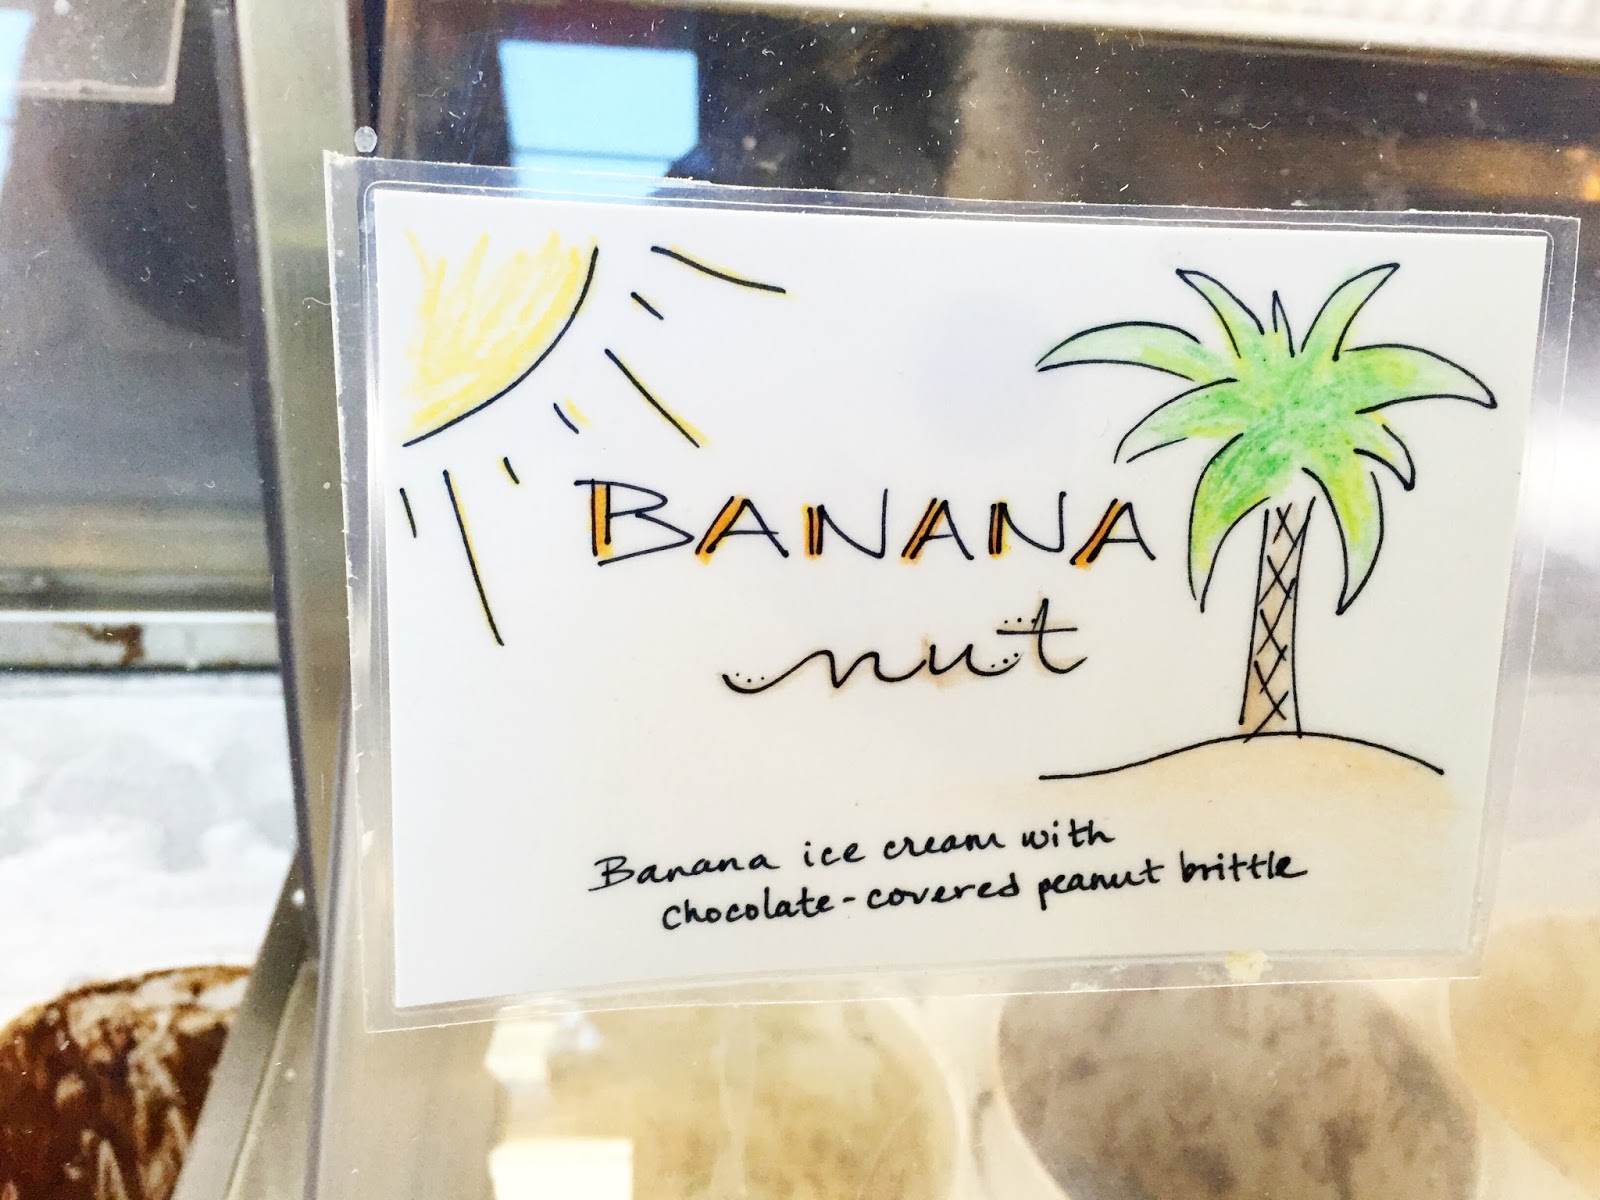 BANANA
nut
Banana ice cream with
chocolate-covered peanut brittle